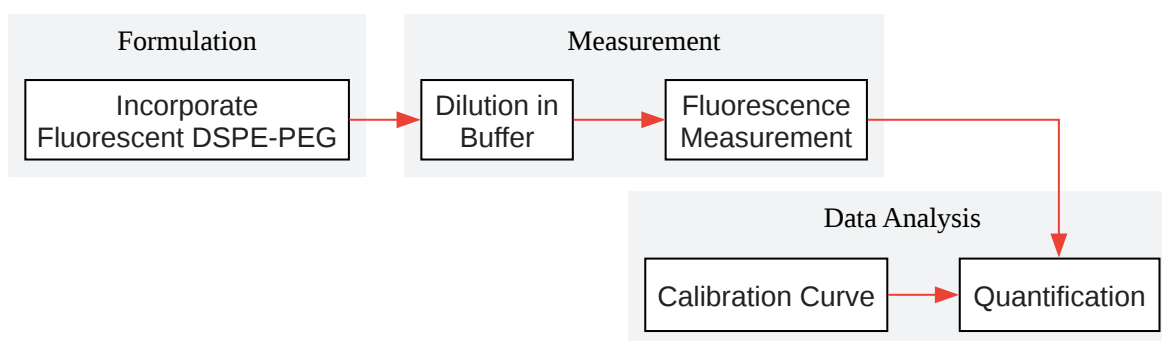 Formulation
Incorporate
Fluorescent DSPE-PEG
Measurement
Dilution in
Buffer
Fluorescence
Measurement
Data Analysis
Calibration Curve
Quantification